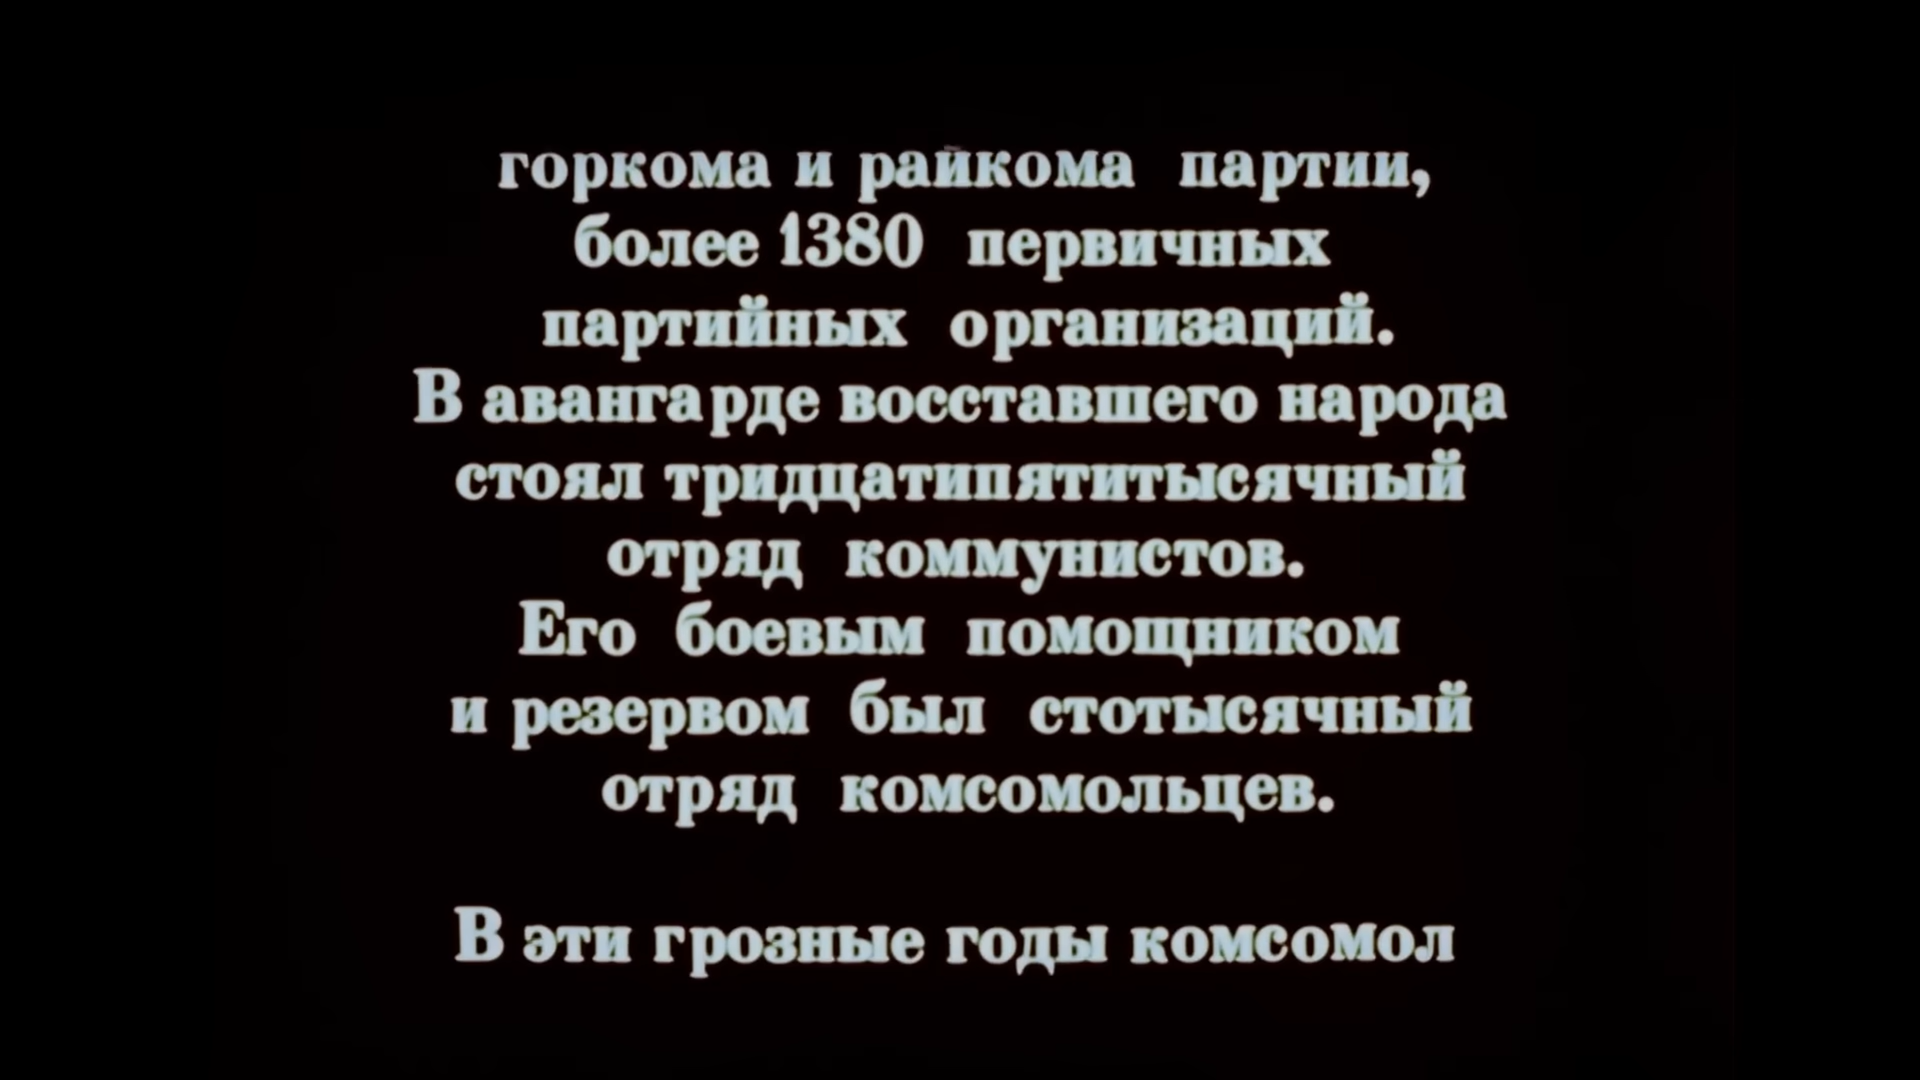 горкома и райкома партии,
более 1380 первичных
партийных организаций.
В авангарде восставшего народа
стоял тридцатипятитысячный
отряд коммунистов.
Его боевым помощником
и резервом был стотысячный
отряд комсомольцев.
В эти грозные годы комсомол